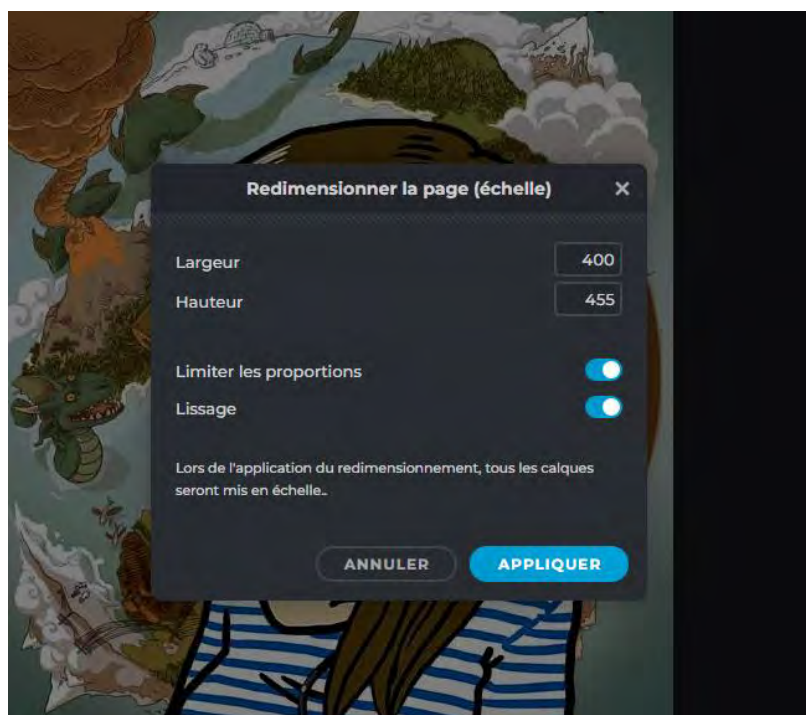 Redimensionner la page (échelle) ×
Largeur 400
Hauteur 455
Limiter les proportions
Lissage
Lors de l'application du redimensionnement, tous les calques
seront mis en échelle..
ANNULER APPLIQUER